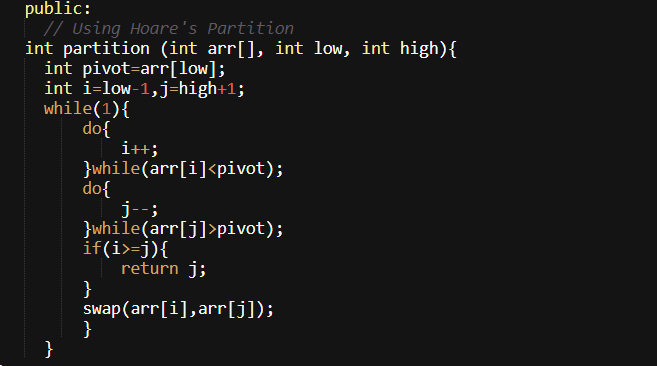 public:
// Using Hoare's Partition
int partition (int arr[], int low, int high){
int pivot=arr[low];
int i=low-1,j=high+1;
while(1){
do{
i++;
}while(arr[i]<pivot);
do{
j--;
}while(arr[j]>pivot);
if(i>=j){
return j;
}
swap(arr[i],arr[j]);
}
}